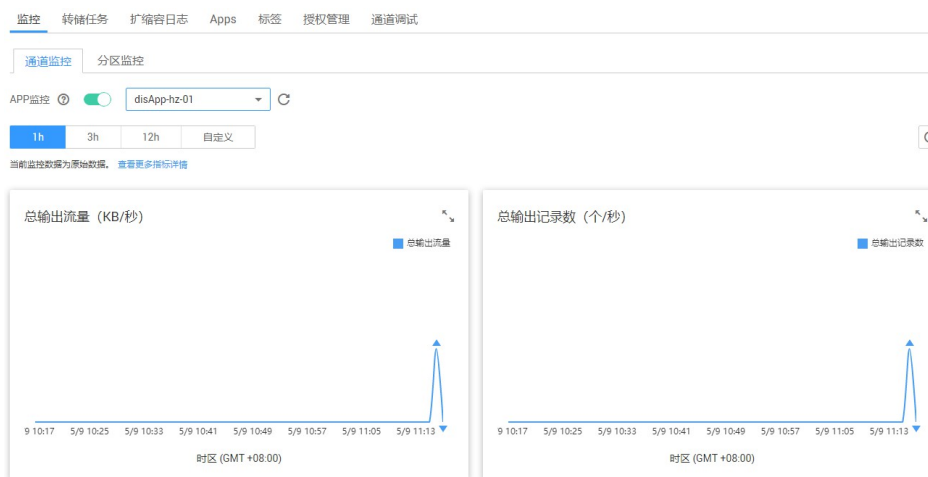 监控 转储任务 扩缩容日志 Apps 标签 授权管理 通道调试
通道监控 分区监控
APP监控 disApp-hz-01
1h 3h 12h 自定义
当前监控数据为原始数据。 查看更多指标详情
总输出流量（KB/秒）
总输出流量
9 10:17 5/9 10:25 5/9 10:33 5/9 10:41 5/9 10:49 5/9 10:57 5/9 11:05 5/9 11:13
时区 (GMT +08:00)
总输出记录数（个/秒）
总输出记录数
9 10:17 5/9 10:25 5/9 10:33 5/9 10:41 5/9 10:49 5/9 10:57 5/9 11:05 5/9 11:13
时区 (GMT +08:00)